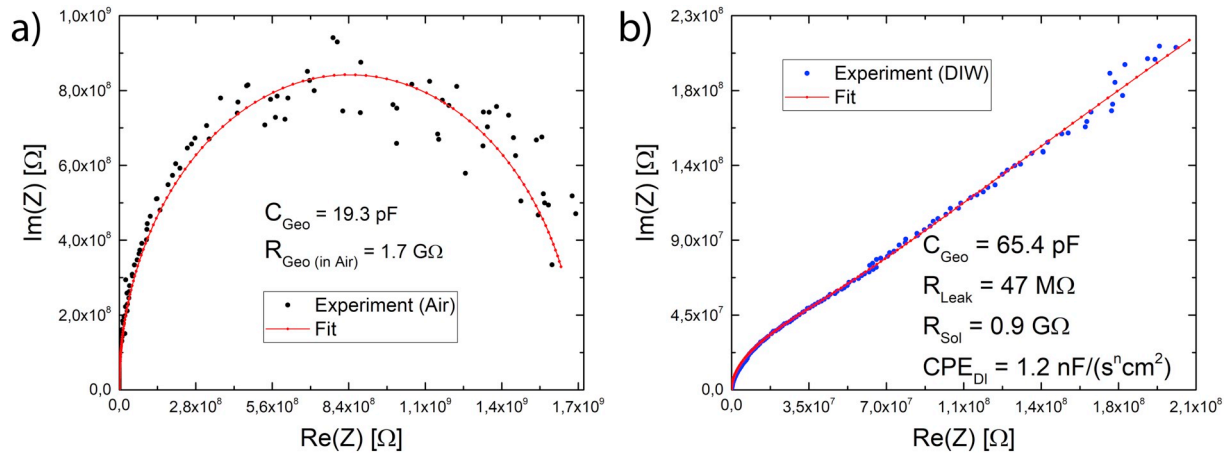 a)
1,0x10⁹
8,0x10⁸
6,0x10⁸
4,0x10⁸
2,0x10⁸
0,0
Im(Z) [Ω]
C_Geo = 19.3 pF
R_Geo (in Air) = 1.7 GΩ
Experiment (Air)
Fit
0,0 2,8x10⁸ 5,6x10⁸ 8,4x10⁸ 1,1x10⁹ 1,4x10⁹ 1,7x10⁹
Re(Z) [Ω]
b)
2,3x10⁸
1,8x10⁸
1,4x10⁸
9,0x10⁷
4,5x10⁷
0,0
Im(Z) [Ω]
Experiment (DIW)
Fit
C_Geo = 65.4 pF
R_Leak = 47 MΩ
R_Sol = 0.9 GΩ
CPE_DI = 1.2 nF/(sⁿcm²)
0,0 3,5x10⁷ 7,0x10⁷ 1,1x10⁸ 1,4x10⁸ 1,8x10⁸ 2,1x10⁸
Re(Z) [Ω]